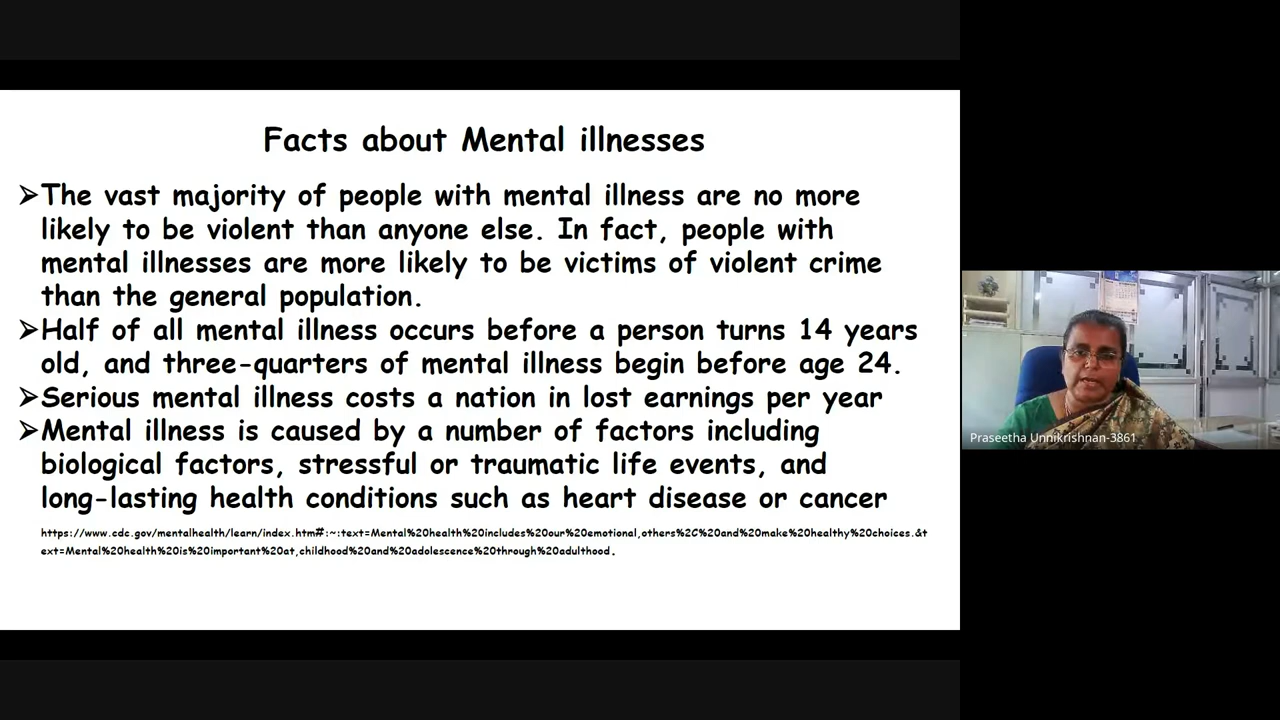 Facts about Mental illnesses
➢The vast majority of people with mental illness are no more
likely to be violent than anyone else. In fact, people with
mental illnesses are more likely to be victims of violent crime
than the general population.
➢Half of all mental illness occurs before a person turns 14 years
old, and three-quarters of mental illness begin before age 24.
➢Serious mental illness costs a nation in lost earnings per year
➢Mental illness is caused by a number of factors including
biological factors, stressful or traumatic life events, and
long-lasting health conditions such as heart disease or cancer
https://www.cdc.gov/mentalhealth/learn/index.htm#:~:text=Mental%20health%20includes%20our%20emotional,others%2C%20and%20make%20healthy%20choices.&t
ext=Mental%20health%20is%20important%20at,childhood%20and%20adolescence%20through%20adulthood.
Praseetha Unnikrishnan-3861